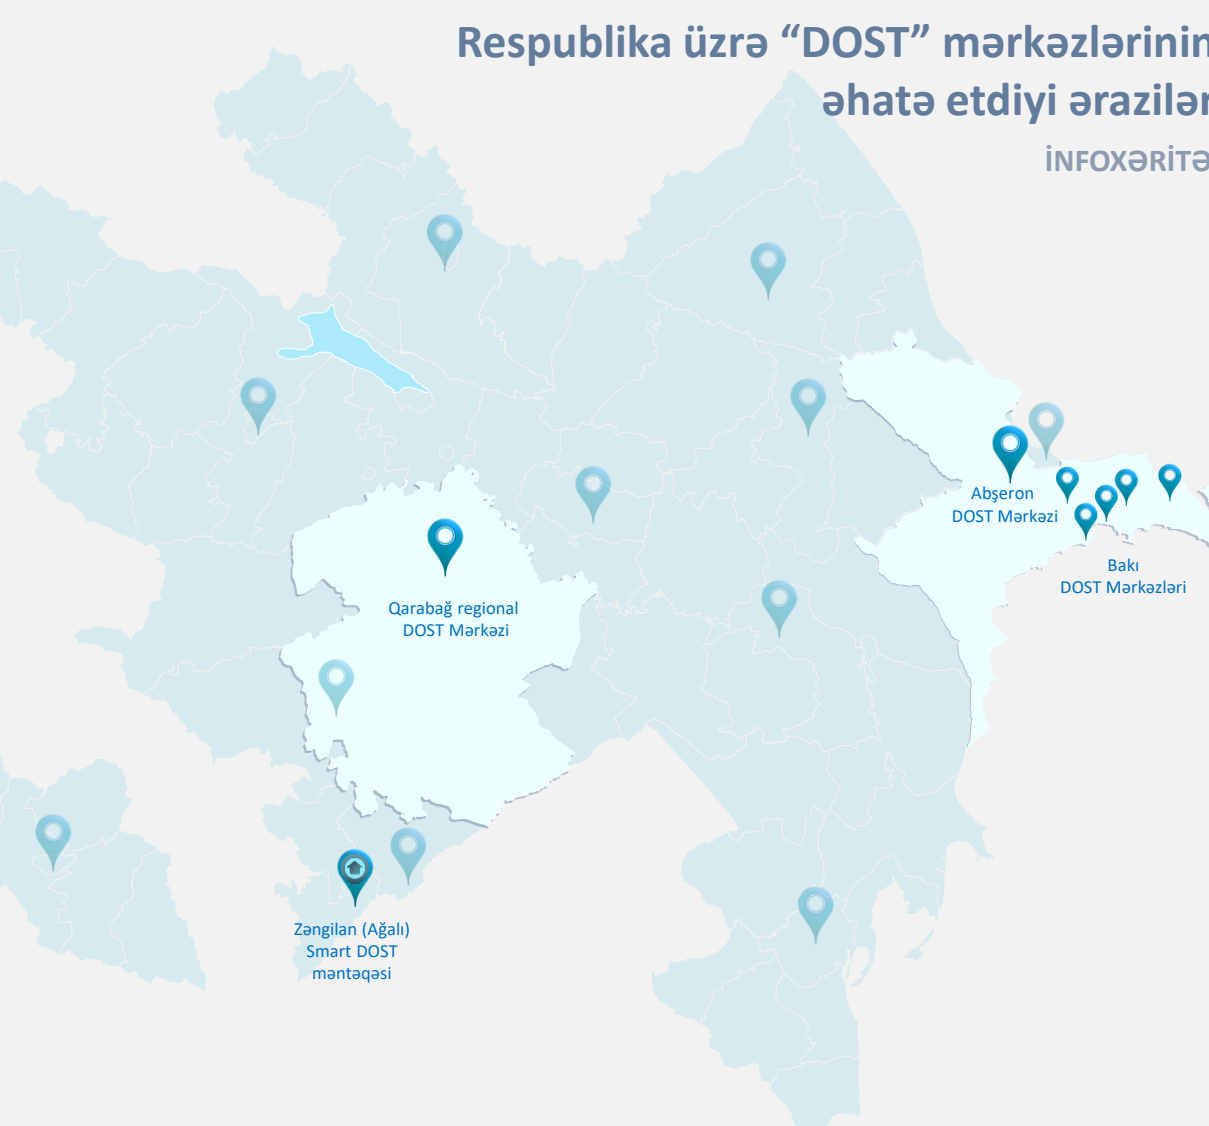 Respublika üzrə “DOST” mərkəzlərinin
əhatə etdiyi ərazilər
İNFOXƏRİTƏ
Abşeron
DOST Mərkəzi
Bakı
DOST Mərkəzləri
Qarabağ regional
DOST Mərkəzi
Zəngilan (Ağalı)
Smart DOST
məntəqəsi